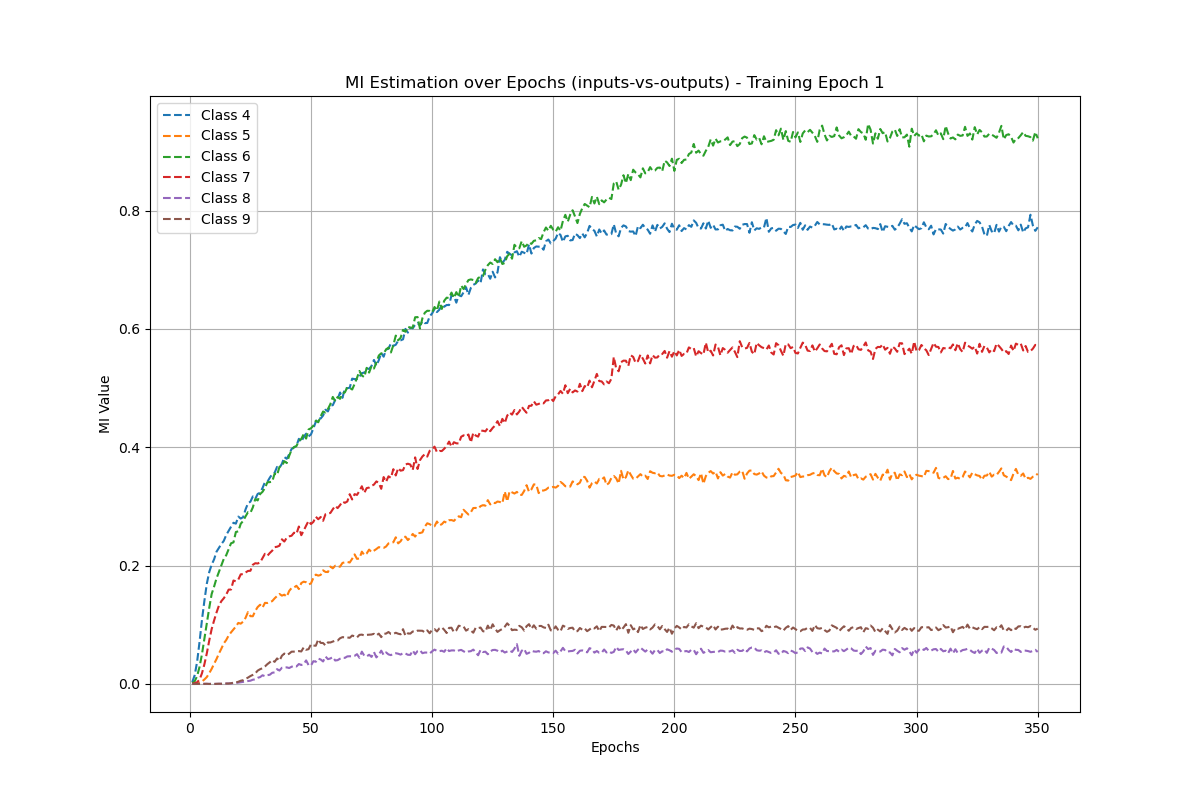 MI Estimation over Epochs (inputs-vs-outputs) - Training Epoch 1
Class 4
Class 5
Class 6
Class 7
Class 8
Class 9
MI Value
0.8
0.6
0.4
0.2
0.0
0 50 100 150 200 250 300 350
Epochs